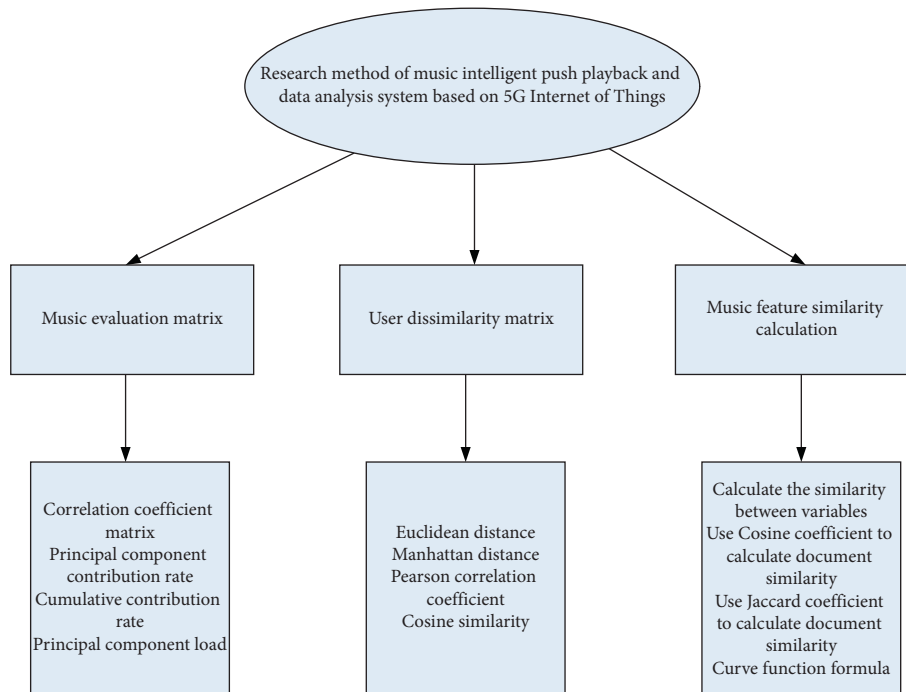 Research method of music intelligent push playback and
data analysis system based on 5G Internet of Things
Music evaluation matrix
User dissimilarity matrix
Music feature similarity
calculation
Correlation coefficient
matrix
Principal component
contribution rate
Cumulative contribution
rate
Principal component load
Euclidean distance
Manhattan distance
Pearson correlation
coefficient
Cosine similarity
Calculate the similarity
between variables
Use Cosine coefficient to
calculate document
similarity
Use Jaccard coefficient
to calculate document
similarity
Curve function formula